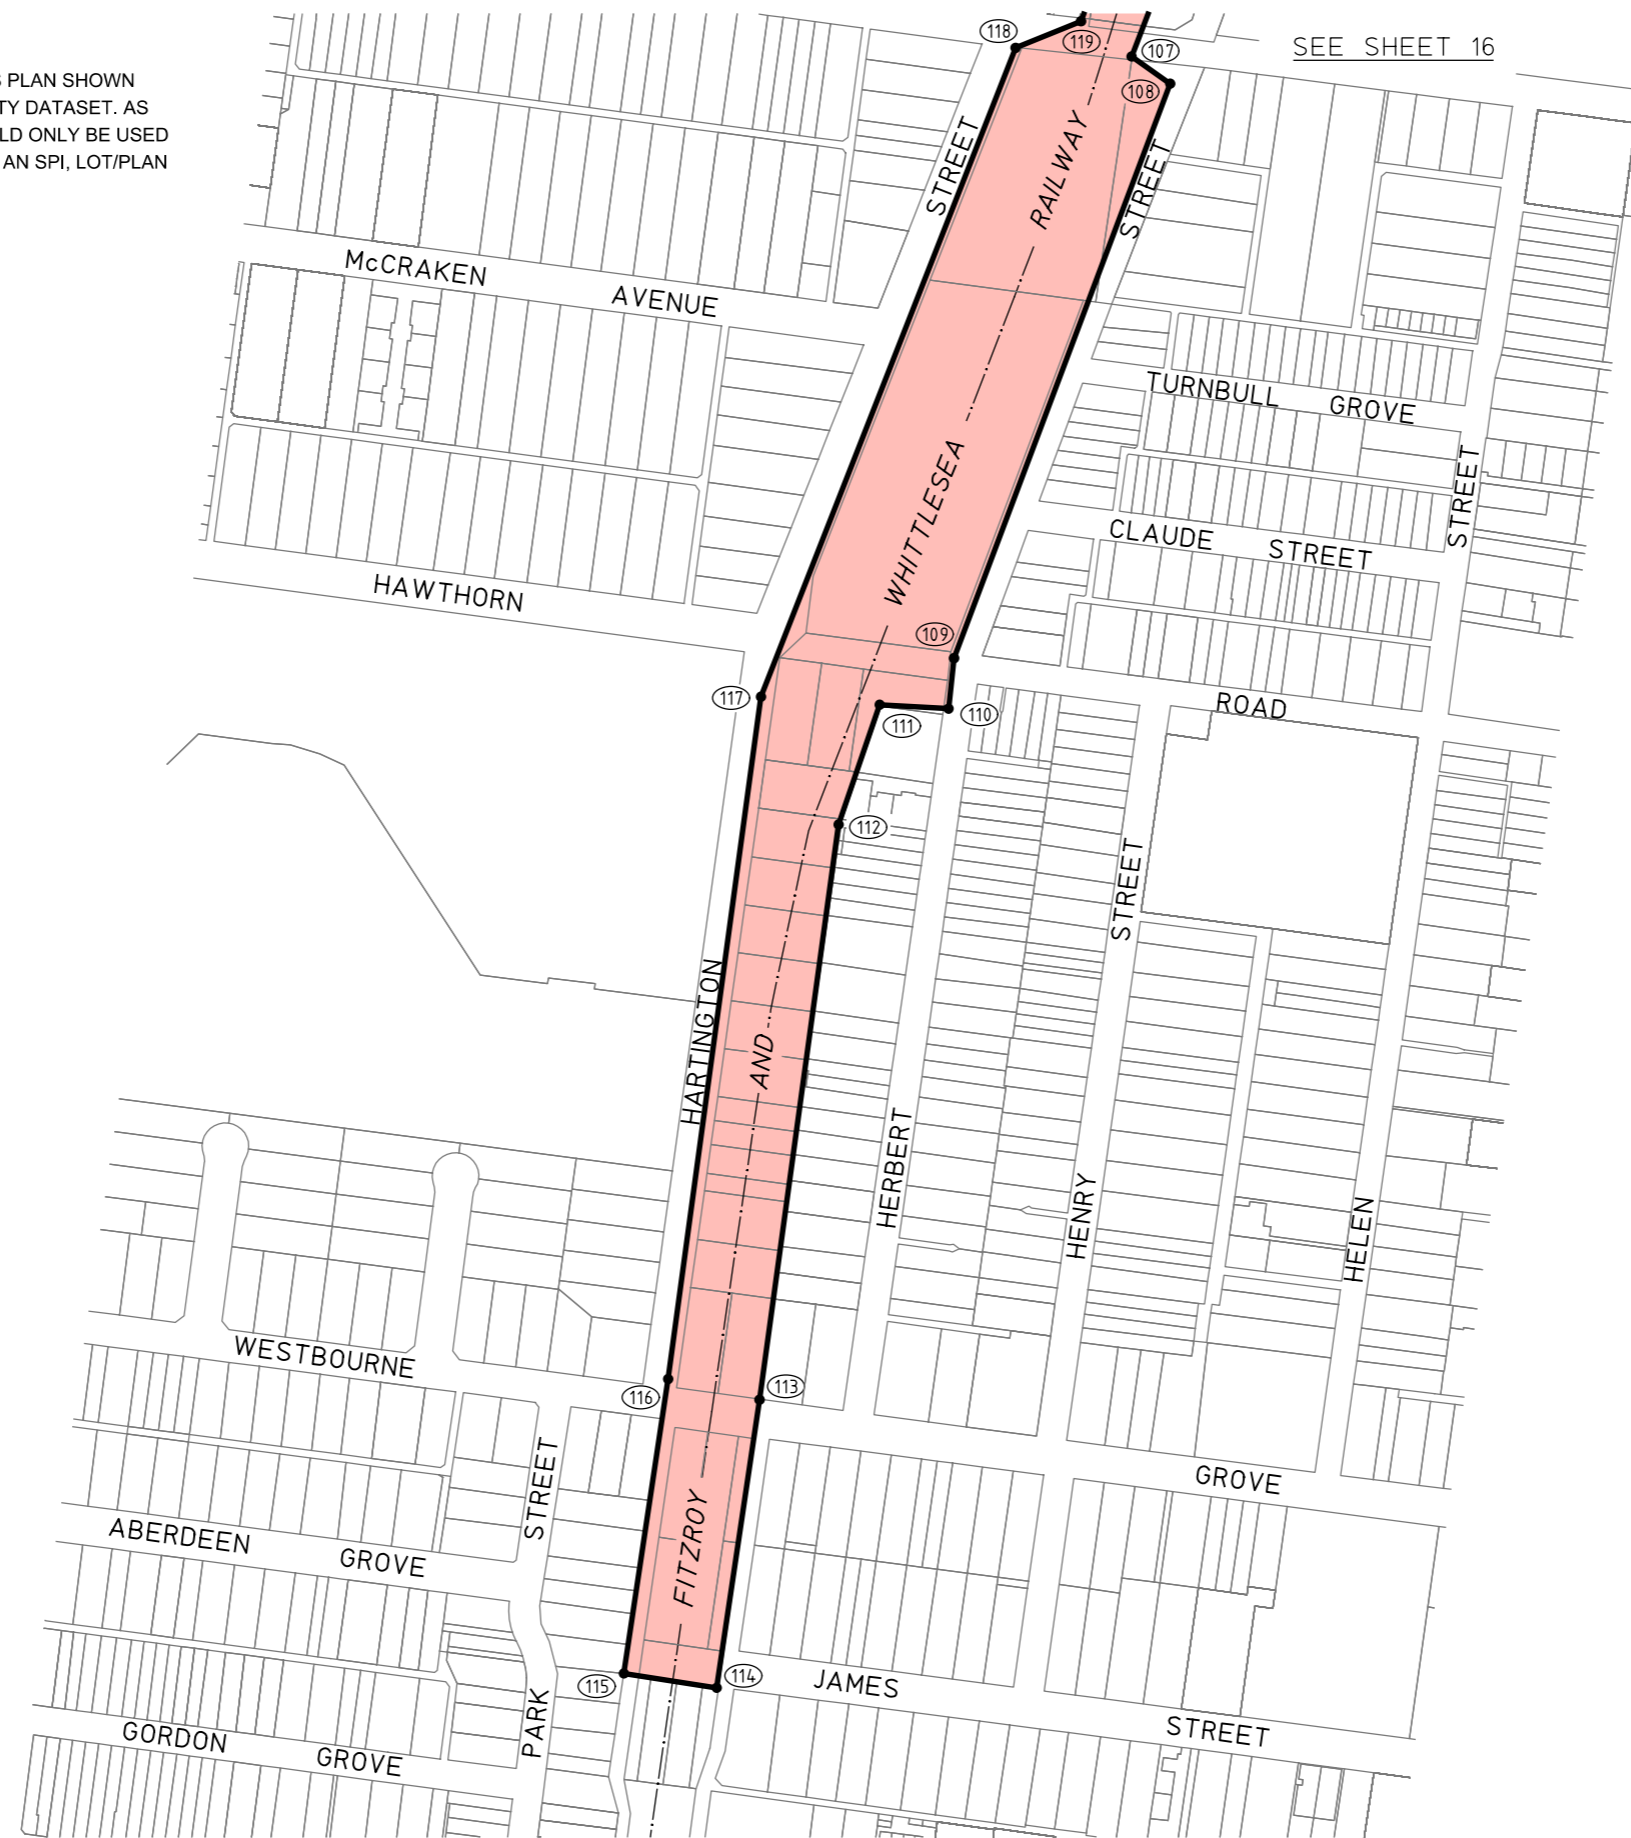 SEE SHEET 16
S PLAN SHOWN
TY DATASET. AS
LD ONLY BE USED
AN SPI, LOT/PLAN
118
119
107
108
STREET
RAILWAY
STREET
McCRAKEN AVENUE
TURNBULL GROVE
WHITTLESEA
STREET
CLAUDE STREET
HAWTHORN
109
117
110
111
ROAD
112
STREET
HARTINGTON
AND
HERBERT
HENRY
HELEN
WESTBOURNE
116
113
GROVE
STREET
FITZROY
ABERDEEN GROVE
115
114
JAMES
STREET
PARK
GORDON GROVE